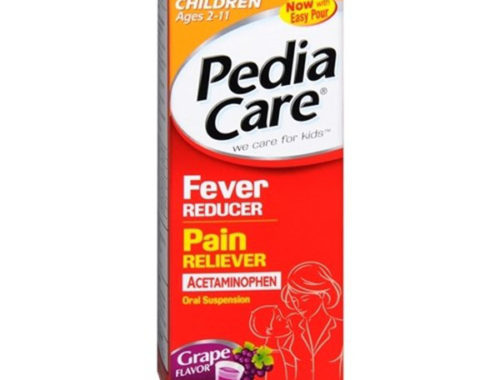 CHILDREN
Ages 2-11
Now with
Easy Pour
Pedia
Care®
we care for kids™
Fever
REDUCER
Pain
RELIEVER
ACETAMINOPHEN
Oral Suspension
Grape
FLAVOR